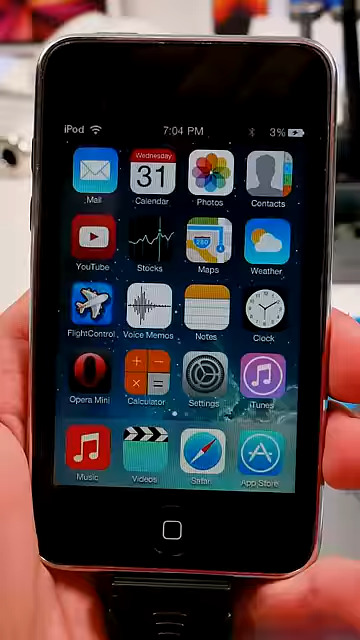 iPod 7:04 PM 3%
Wednesday
31
280
Mail Calendar Photos Contacts
YouTube Stocks Maps Weather
FlightControl Voice Memos Notes Clock
+ − × =
Opera Mini Calculator Settings iTunes
Music Videos Safari App Store